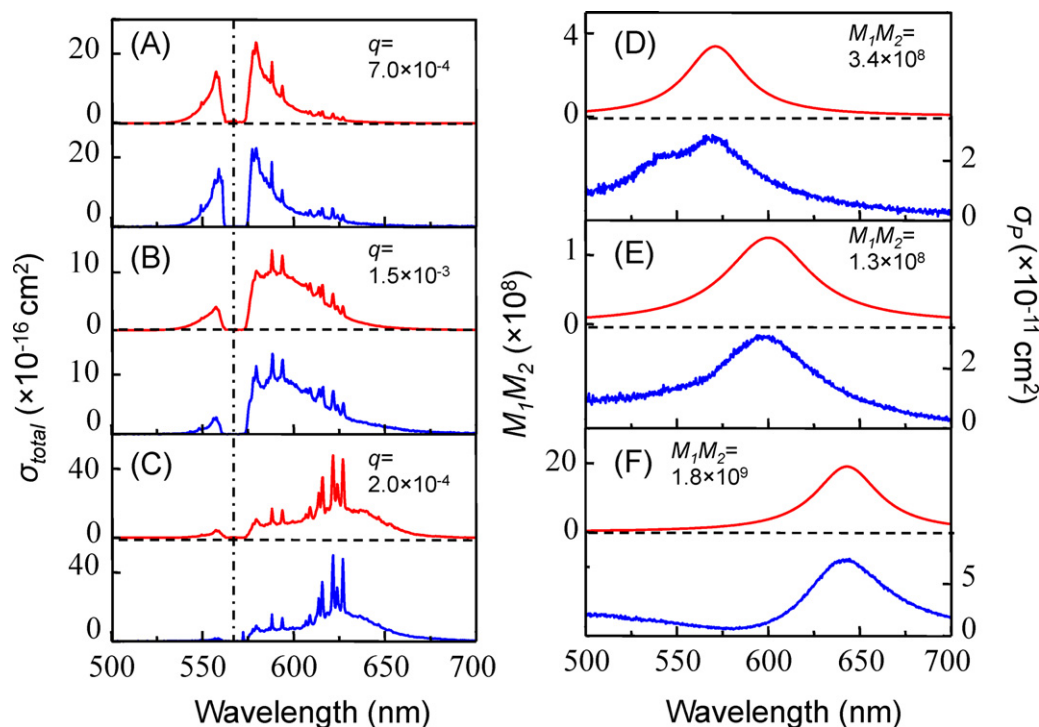 (A)
q=
7.0×10-4
20
0
20
0
(B)
q=
1.5×10-3
10
0
10
0
(C)
q=
2.0×10-4
40
0
40
0
500 550 600 650 700
Wavelength (nm)
σtotal (×10-16 cm2)
(D)
M1M2=
3.4×108
4
0
2
0
(E)
M1M2=
1.3×108
1
0
2
0
(F)
M1M2=
1.8×109
20
0
5
0
500 550 600 650 700
Wavelength (nm)
M1M2 (×108)
σP (×10-11 cm2)